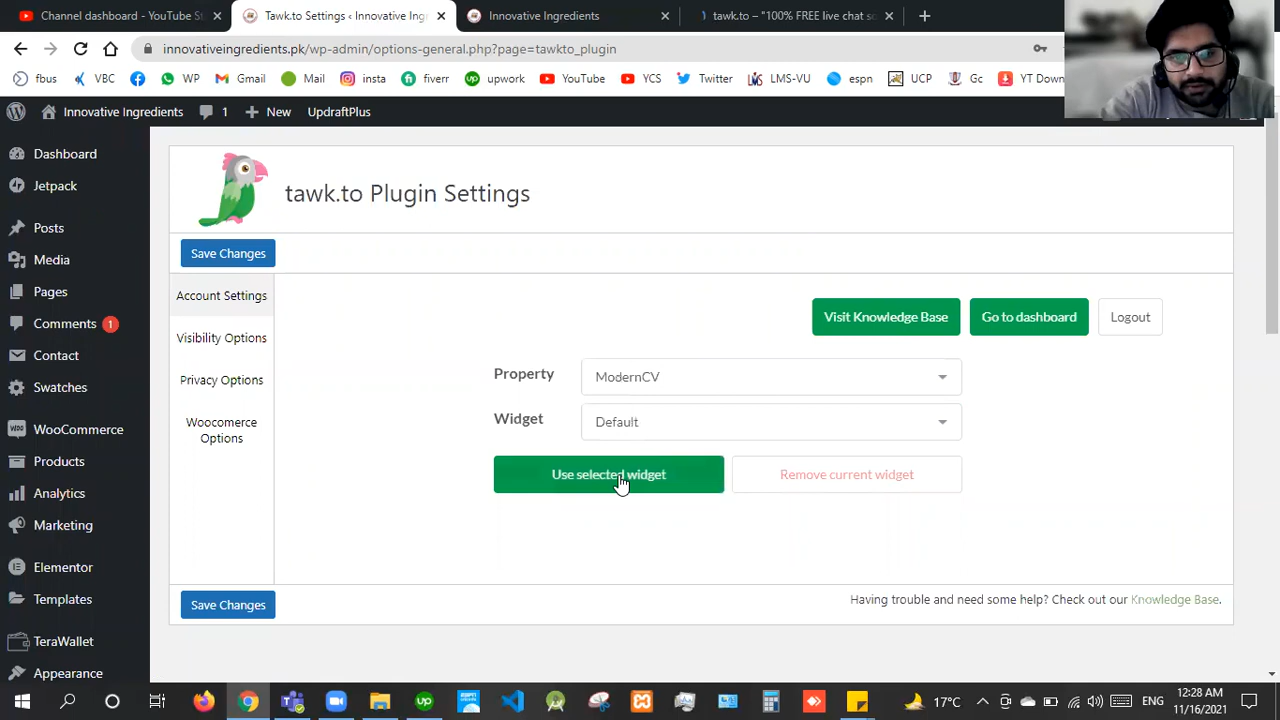 Channel dashboard - YouTube St
Tawk.to Settings ‹ Innovative Ing
Innovative Ingredients
tawk.to – "100% FREE live chat so
innovativeingredients.pk/wp-admin/options-general.php?page=tawkto_plugin
fbus
VBC
WP
Gmail
Mail
insta
fiverr
upwork
YouTube
YCS
Twitter
LMS-VU
espn
UCP
Gc
YT Down
Innovative Ingredients
1
New
UpdraftPlus
Dashboard
Jetpack
Posts
Media
Pages
Comments 1
Contact
Swatches
WooCommerce
Products
Analytics
Marketing
Elementor
Templates
TeraWallet
Appearance
tawk.to Plugin Settings
Save Changes
Account Settings
Visibility Options
Privacy Options
Woocomerce
Options
Visit Knowledge Base
Go to dashboard
Logout
Property
ModernCV
Widget
Default
Use selected widget
Remove current widget
Save Changes
Having trouble and need some help? Check out our Knowledge Base.
17°C
ENG
12:28 AM
11/16/2021